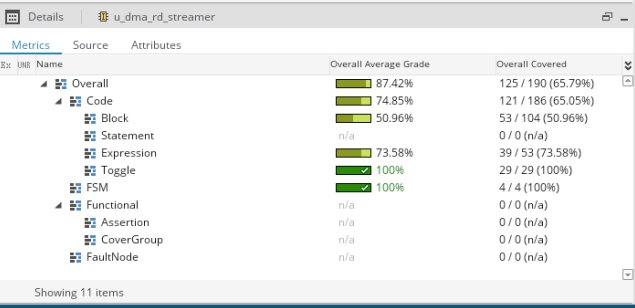 Details u_dma_rd_streamer
Metrics Source Attributes
Ex UNR Name Overall Average Grade Overall Covered
Overall 87.42% 125 / 190 (65.79%)
Code 74.85% 121 / 186 (65.05%)
Block 50.96% 53 / 104 (50.96%)
Statement n/a 0 / 0 (n/a)
Expression 73.58% 39 / 53 (73.58%)
Toggle 100% 29 / 29 (100%)
FSM 100% 4 / 4 (100%)
Functional n/a 0 / 0 (n/a)
Assertion n/a 0 / 0 (n/a)
CoverGroup n/a 0 / 0 (n/a)
FaultNode n/a 0 / 0 (n/a)
Showing 11 items